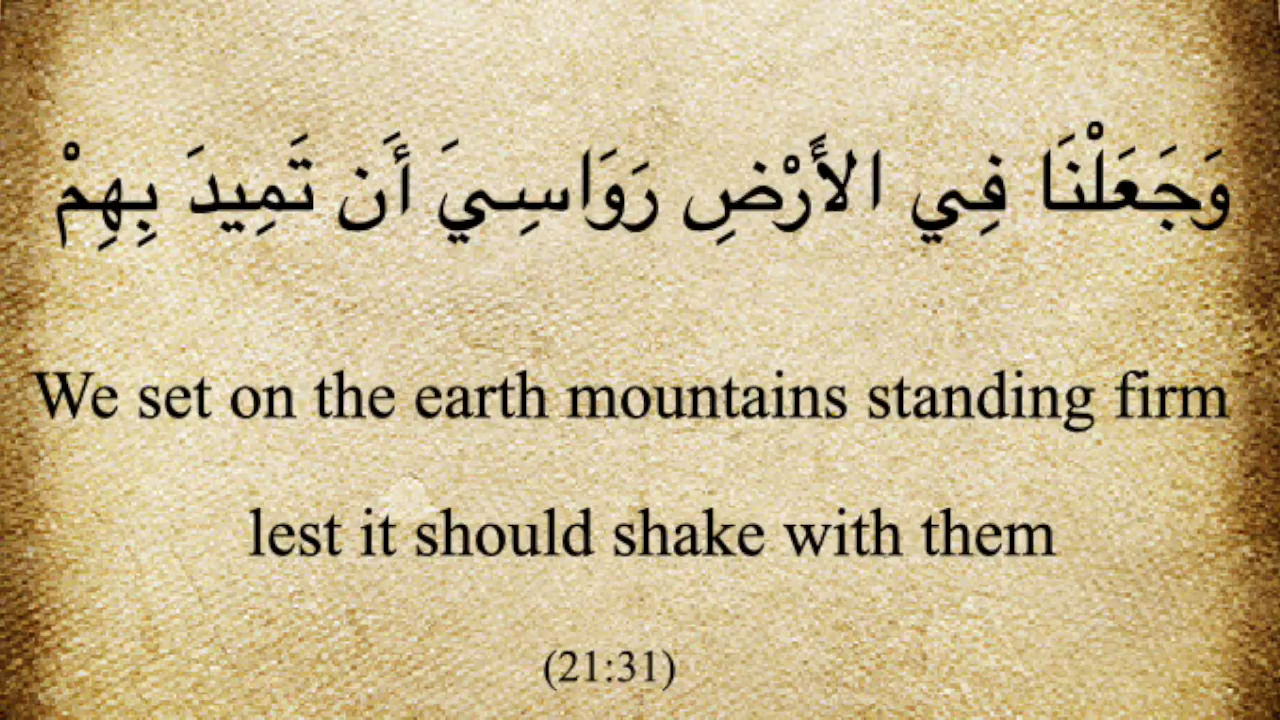 وَجَعَلْنَا فِي الأَرْضِ رَوَاسِيَ أَن تَمِيدَ بِهِمْ
We set on the earth mountains standing firm
lest it should shake with them
(21:31)